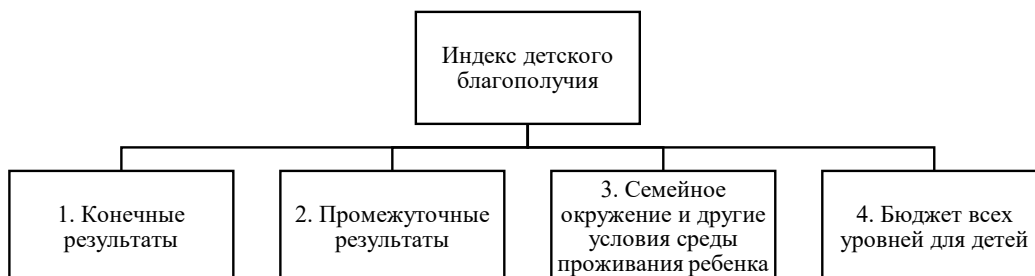 Индекс детского
благополучия
1. Конечные
результаты
2. Промежуточные
результаты
3. Семейное
окружение и другие
условия среды
проживания ребенка
4. Бюджет всех
уровней для детей